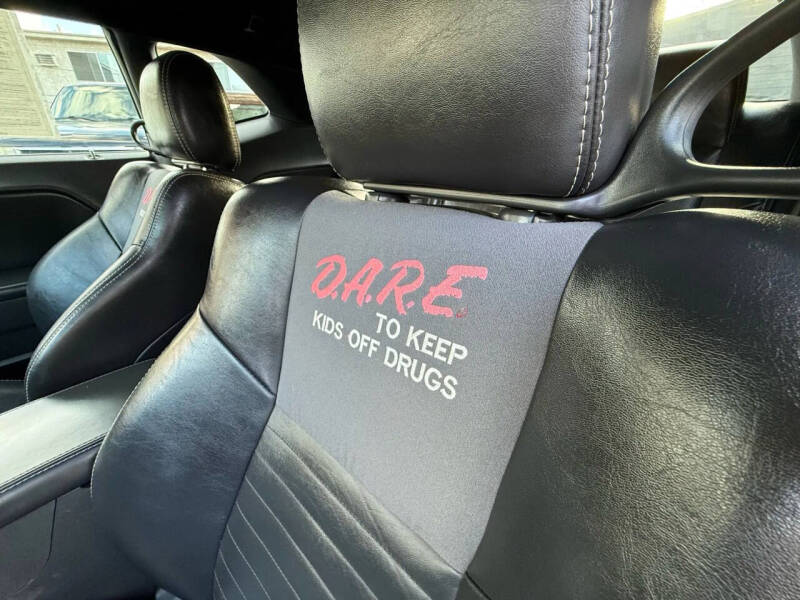 D.A.R.E.
TO KEEP
KIDS OFF DRUGS